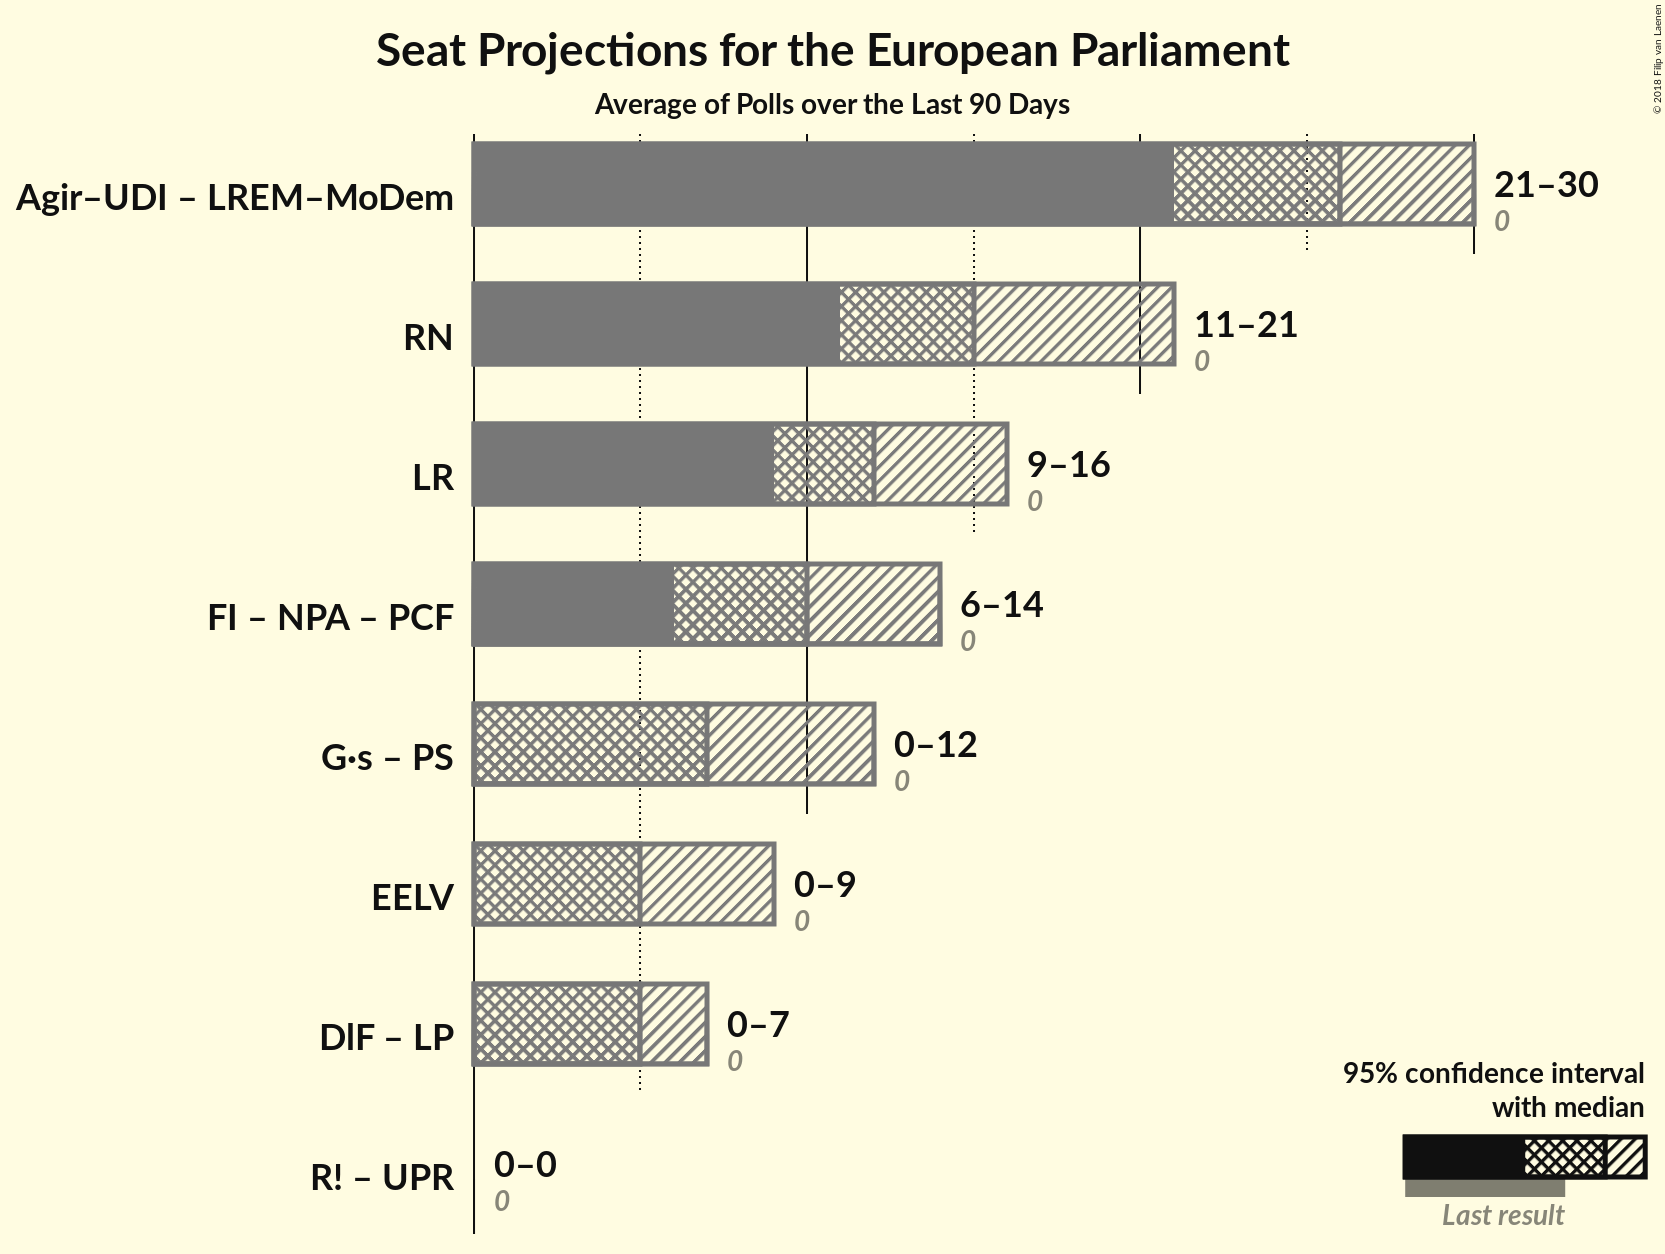 Seat Projections for the European Parliament
Average of Polls over the Last 90 Days
© 2018 Filip van Laenen
Agir–UDI – LREM–MoDem
21–30
0
RN
11–21
0
LR
9–16
0
FI – NPA – PCF
6–14
0
G·s – PS
0–12
0
EELV
0–9
0
DlF – LP
0–7
0
R! – UPR
0–0
0
95% confidence interval
with median
Last result